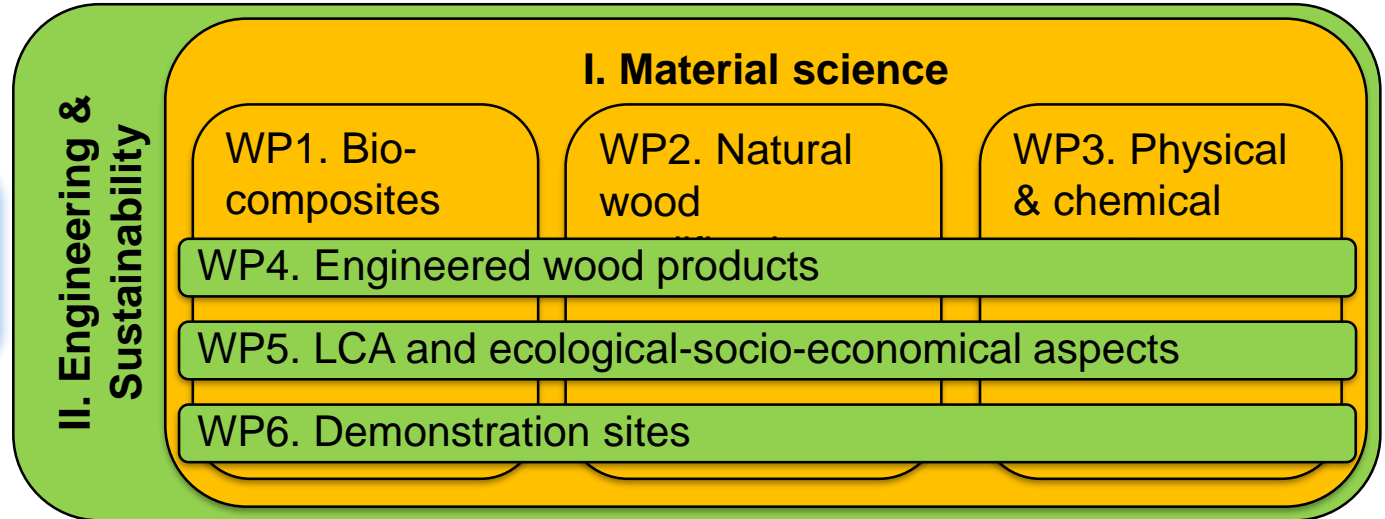 I. Material science
II. Engineering &
Sustainability
WP1. Bio-
composites
WP2. Natural
wood
WP3. Physical
& chemical
WP4. Engineered wood products
WP5. LCA and ecological-socio-economical aspects
WP6. Demonstration sites